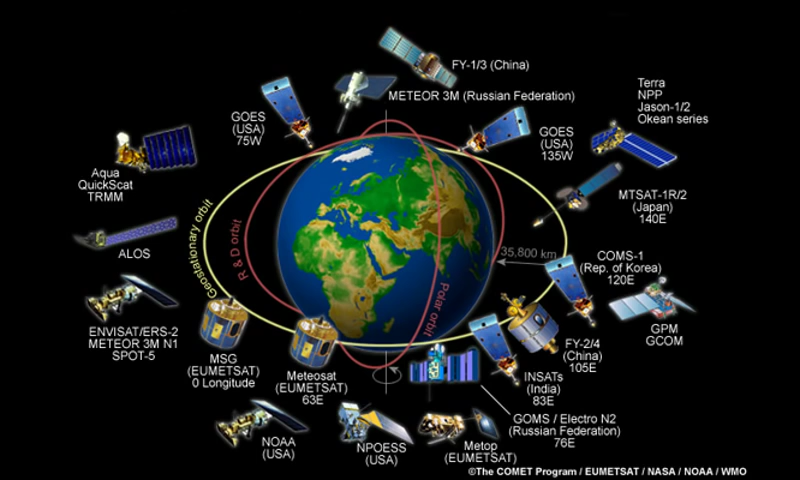 FY-1/3 (China)
METEOR 3M (Russian Federation)
Terra
NPP
Jason-1/2
Okean series
GOES
(USA)
75W
GOES
(USA)
135W
Aqua
QuickScat
TRMM
MTSAT-1R/2
(Japan)
140E
Geostationary orbit
R & D orbit
Polar orbit
35,800 km
ALOS
COMS-1
(Rep. of Korea)
120E
GPM
GCOM
ENVISAT/ERS-2
METEOR 3M N1
SPOT-5
MSG
(EUMETSAT)
0 Longitude
Meteosat
(EUMETSAT)
63E
FY-2/4
(China)
105E
INSATs
(India)
83E
GOMS / Electro N2
(Russian Federation)
76E
NOAA
(USA)
NPOESS
(USA)
Metop
(EUMETSAT)
©The COMET Program / EUMETSAT / NASA / NOAA / WMO